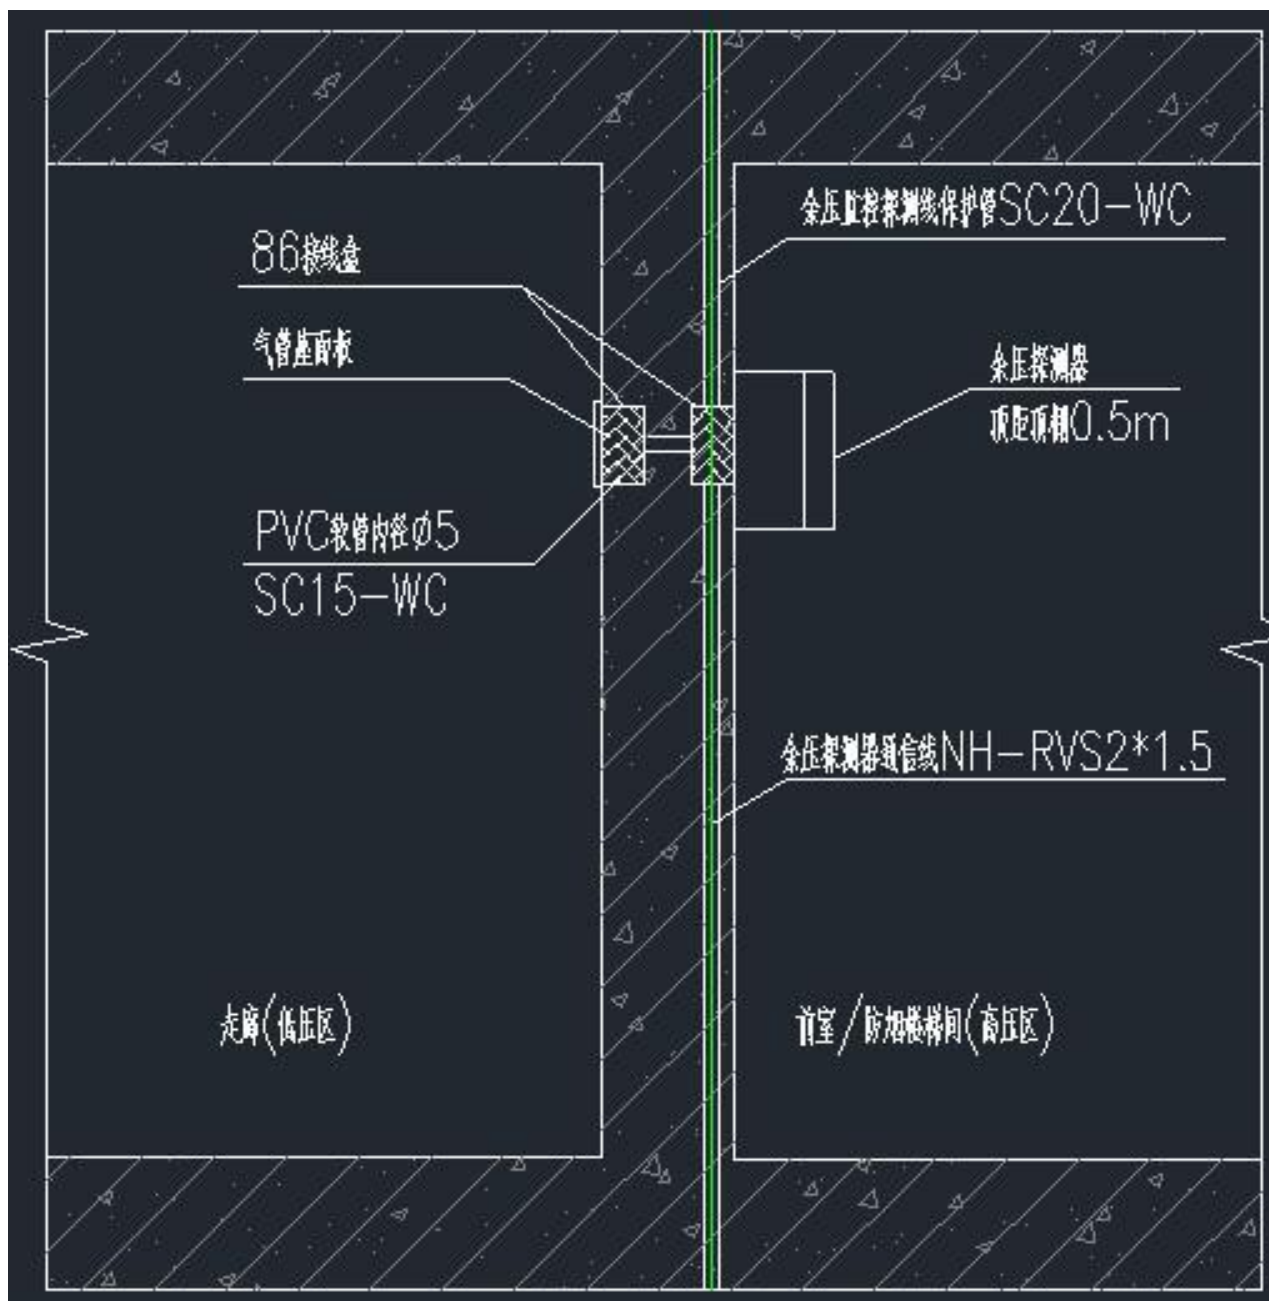 余压监控探测线保护管SC20-WC
86接线盒
气管座面板
余压探测器
顶距顶棚0.5m
PVC软管内径ø5
SC15-WC
余压探测器通信线NH-RVS2*1.5
走廊(低压区)
前室/防烟楼梯间(高压区)